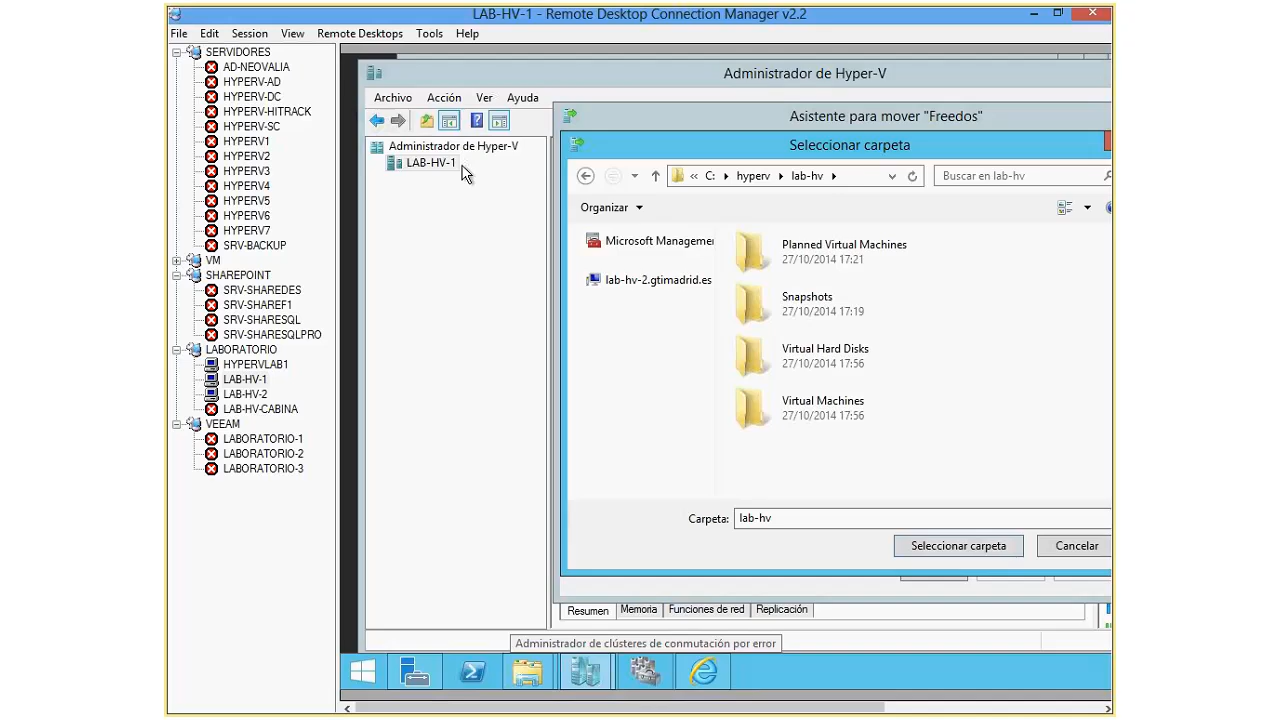 LAB-HV-1 - Remote Desktop Connection Manager v2.2
File Edit Session View Remote Desktops Tools Help
SERVIDORES
AD-NEOVALIA
HYPERV-AD
HYPERV-DC
HYPERV-HITRACK
HYPERV-SC
HYPERV1
HYPERV2
HYPERV3
HYPERV4
HYPERV5
HYPERV6
HYPERV7
SRV-BACKUP
VM
SHAREPOINT
SRV-SHAREDES
SRV-SHAREF1
SRV-SHARESQL
SRV-SHARESQLPRO
LABORATORIO
HYPERVLAB1
LAB-HV-1
LAB-HV-2
LAB-HV-CABINA
VEEAM
LABORATORIO-1
LABORATORIO-2
LABORATORIO-3
Administrador de Hyper-V
Archivo Acción Ver Ayuda
Administrador de Hyper-V
LAB-HV-1
Asistente para mover "Freedos"
Seleccionar carpeta
« C: hyperv lab-hv
Buscar en lab-hv
Organizar
Microsoft Manageme
lab-hv-2.gtimadrid.es
Planned Virtual Machines
27/10/2014 17:21
Snapshots
27/10/2014 17:19
Virtual Hard Disks
27/10/2014 17:56
Virtual Machines
27/10/2014 17:56
Carpeta: lab-hv
Seleccionar carpeta Cancelar
Resumen Memoria Funciones de red Replicación
Administrador de clústeres de conmutación por error